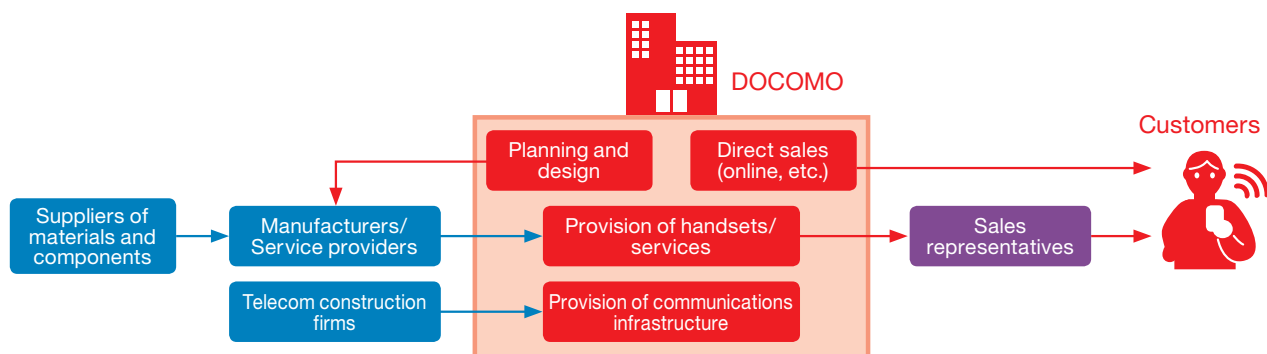 DOCOMO
Customers
Planning and
design
Direct sales
(online, etc.)
Suppliers of
materials and
components
Manufacturers/
Service providers
Provision of handsets/
services
Sales
representatives
Telecom construction
firms
Provision of communications
infrastructure